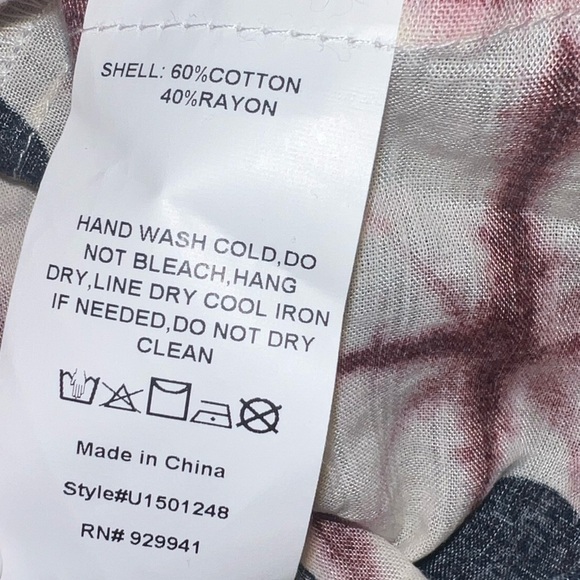 SHELL: 60%COTTON
40%RAYON
HAND WASH COLD,DO
NOT BLEACH,HANG
DRY,LINE DRY COOL IRON
IF NEEDED,DO NOT DRY
CLEAN
Made in China
Style#U1501248
RN# 929941